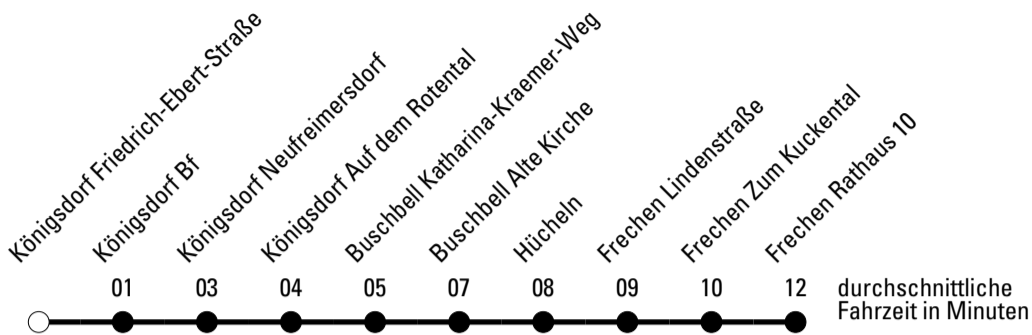 Königsdorf Friedrich-Ebert-Straße
Königsdorf Bf
Königsdorf Neufreimersdorf
Königsdorf Auf dem Rotental
Buschbell Katharina-Kraemer-Weg
Buschbell Alte Kirche
Hücheln
Frechen Lindenstraße
Frechen Zum Kuckental
Frechen Rathaus 10
01 03 04 05 07 08 09 10 12
durchschnittliche
Fahrzeit in Minuten